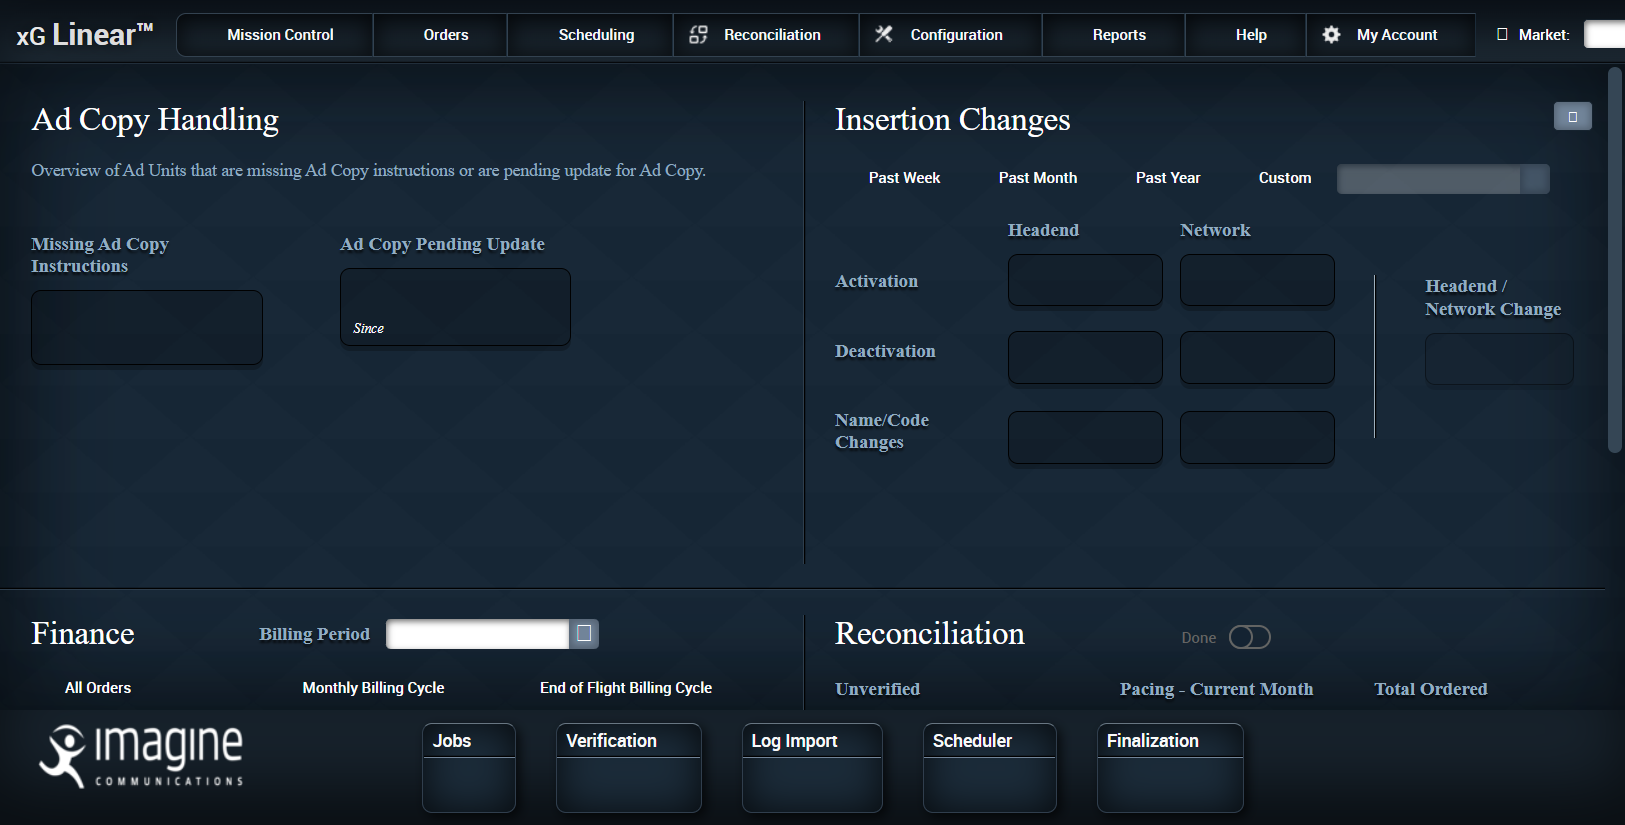 xG Linear™
Mission Control
Orders
Scheduling
Reconciliation
Configuration
Reports
Help
My Account
Market:
Ad Copy Handling
Overview of Ad Units that are missing Ad Copy instructions or are pending update for Ad Copy.
Missing Ad Copy
Instructions
Ad Copy Pending Update
Since
Insertion Changes
Past Week
Past Month
Past Year
Custom
Headend
Network
Activation
Deactivation
Name/Code
Changes
Headend /
Network Change
Finance
Billing Period
All Orders
Monthly Billing Cycle
End of Flight Billing Cycle
Reconciliation
Done
Unverified
Pacing - Current Month
Total Ordered
imagine
COMMUNICATIONS
Jobs
Verification
Log Import
Scheduler
Finalization